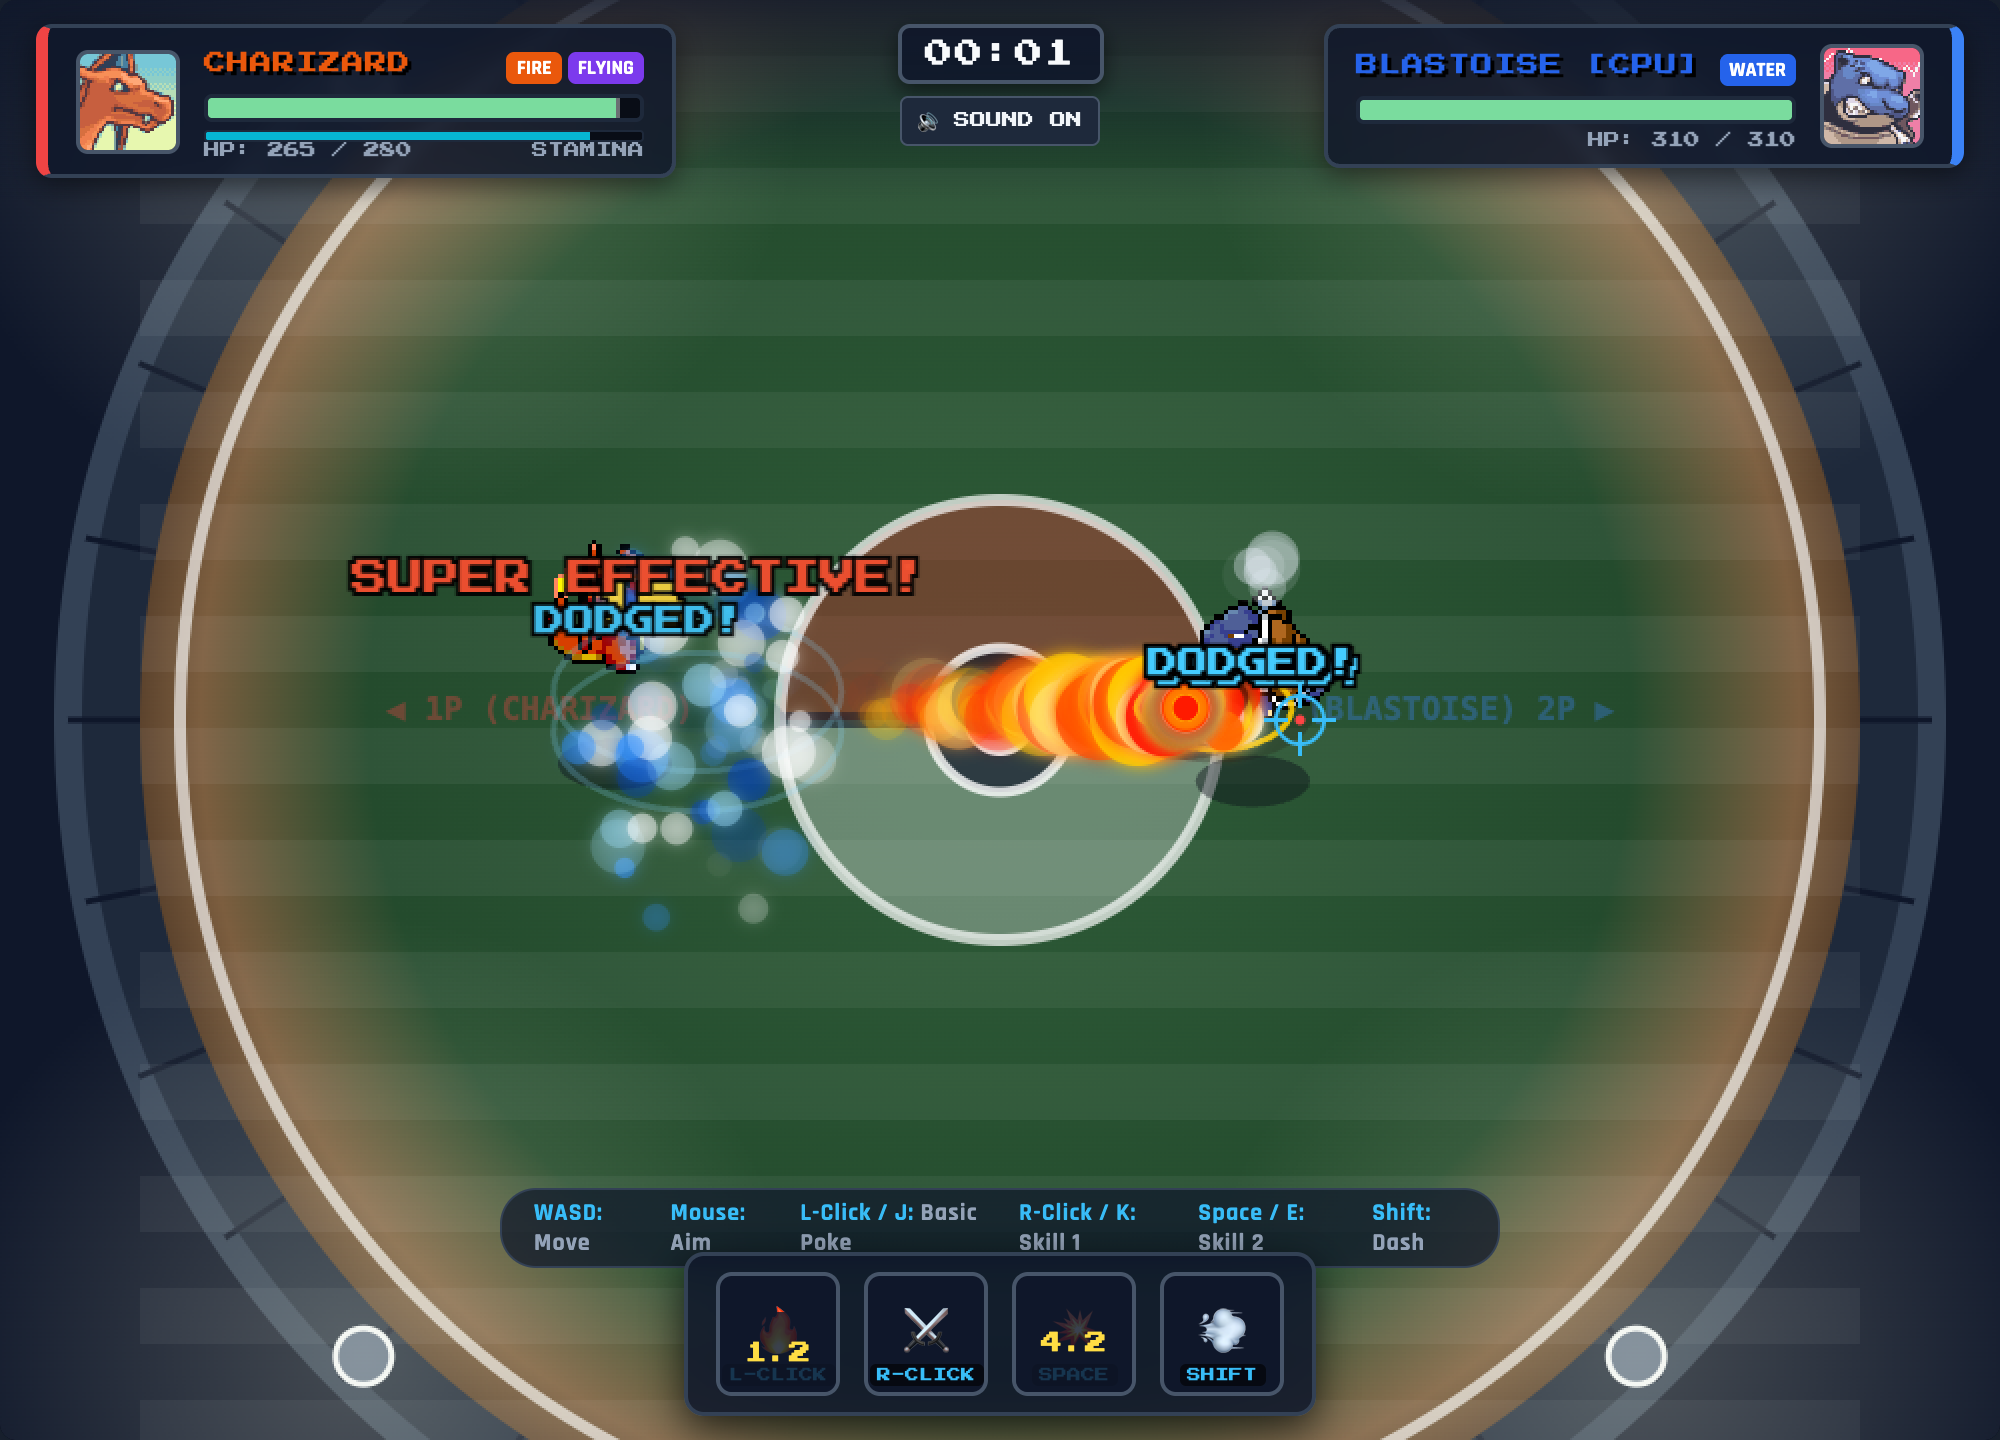 CHARIZARD
FIRE
FLYING
HP: 265 / 280
STAMINA
00:01
SOUND ON
BLASTOISE [CPU]
WATER
HP: 310 / 310
SUPER EFFECTIVE!
DODGED!
DODGED!
◀ 1P (CHARIZARD)
BLASTOISE) 2P ▶
WASD: Move
Mouse: Aim
L-Click / J: Basic Poke
R-Click / K: Skill 1
Space / E: Skill 2
Shift: Dash
1.2
L-CLICK
R-CLICK
4.2
SPACE
SHIFT